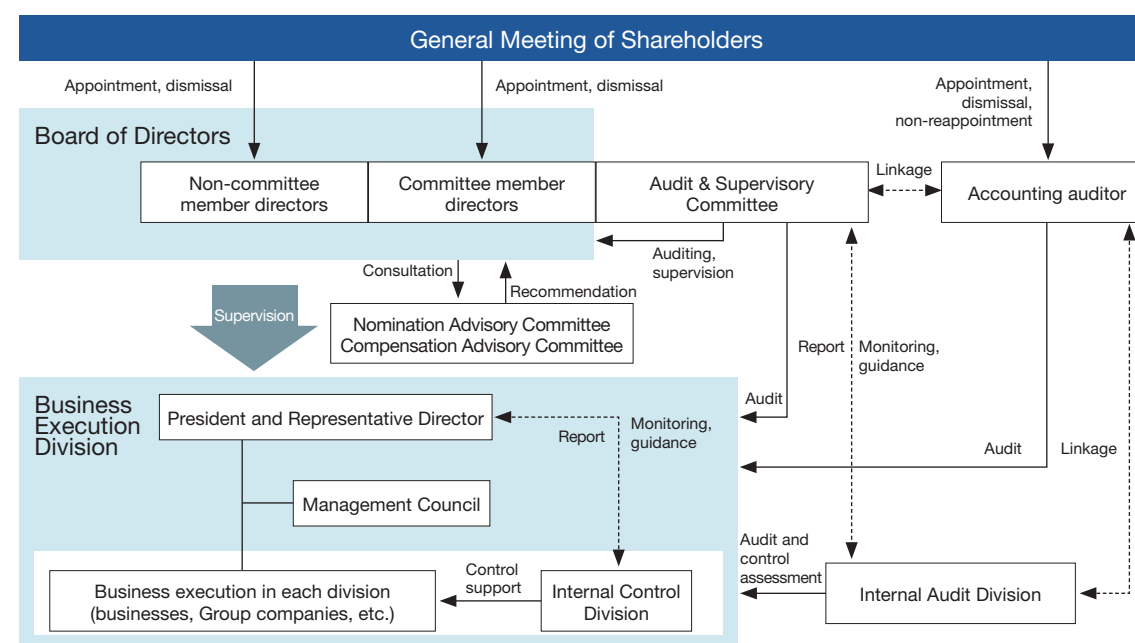 General Meeting of Shareholders
Appointment, dismissal
Appointment, dismissal
Appointment,
dismissal,
non-reappointment
Board of Directors
Non-committee
member directors
Committee member
directors
Audit & Supervisory
Committee
Linkage
Accounting auditor
Auditing,
supervision
Consultation
Recommendation
Supervision
Nomination Advisory Committee
Compensation Advisory Committee
Report
Monitoring,
guidance
Business
Execution
Division
President and Representative Director
Audit
Report
Monitoring,
guidance
Audit
Linkage
Management Council
Audit and
control
assessment
Business execution in each division
(businesses, Group companies, etc.)
Control
support
Internal Control
Division
Internal Audit Division